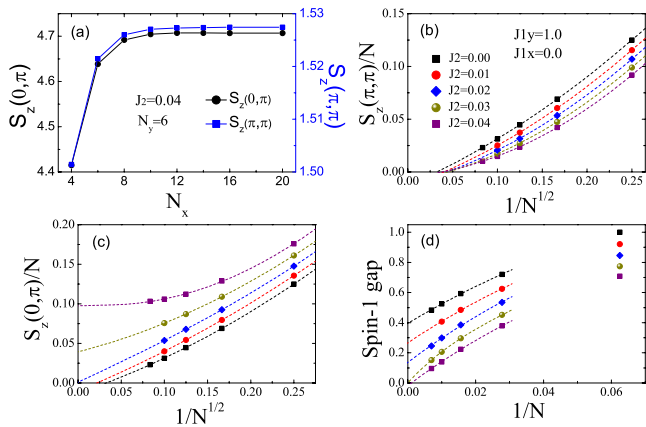 (a)
4.7
4.6
4.5
4.4
S_z(0,π)
4 6 8 10 12 14 16 18 20
N_x
1.53
1.52
1.51
1.50
S_z(π,π)
J_2=0.04
N_y=6
S_z(0,π)
S_z(π,π)
(b)
J1y=1.0
J1x=0.0
J2=0.00
J2=0.01
J2=0.02
J2=0.03
J2=0.04
0.15
0.10
0.05
0.00
S_z(π,π)/N
0.00 0.05 0.10 0.15 0.20 0.25
1/N^{1/2}
(c)
0.20
0.15
0.10
0.05
0.00
S_z(0,π)/N
0.00 0.05 0.10 0.15 0.20 0.25
1/N^{1/2}
(d)
1.0
0.8
0.6
0.4
0.2
0.0
Spin-1 gap
0.00 0.02 0.04 0.06
1/N